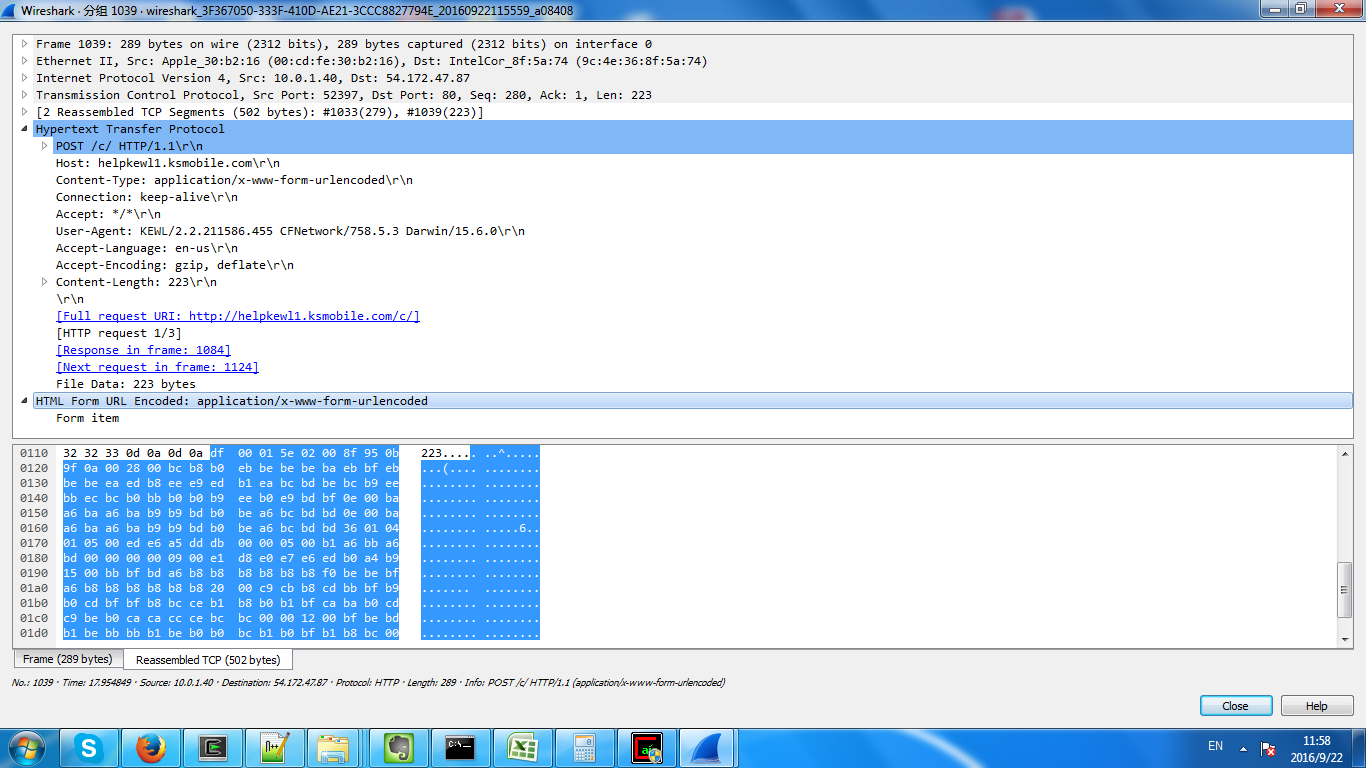 Wireshark · 分组 1039 · wireshark_3F367050-333F-410D-AE21-3CCC8827794E_20160922115559_a08408
Frame 1039: 289 bytes on wire (2312 bits), 289 bytes captured (2312 bits) on interface 0
Ethernet II, Src: Apple_30:b2:16 (00:cd:fe:30:b2:16), Dst: IntelCor_8f:5a:74 (9c:4e:36:8f:5a:74)
Internet Protocol Version 4, Src: 10.0.1.40, Dst: 54.172.47.87
Transmission Control Protocol, Src Port: 52397, Dst Port: 80, Seq: 280, Ack: 1, Len: 223
[2 Reassembled TCP Segments (502 bytes): #1033(279), #1039(223)]
Hypertext Transfer Protocol
POST /c/ HTTP/1.1\r\n
Host: helpkewl1.ksmobile.com\r\n
Content-Type: application/x-www-form-urlencoded\r\n
Connection: keep-alive\r\n
Accept: */*\r\n
User-Agent: KEWL/2.2.211586.455 CFNetwork/758.5.3 Darwin/15.6.0\r\n
Accept-Language: en-us\r\n
Accept-Encoding: gzip, deflate\r\n
Content-Length: 223\r\n
\r\n
[Full request URI: http://helpkewl1.ksmobile.com/c/]
[HTTP request 1/3]
[Response in frame: 1084]
[Next request in frame: 1124]
File Data: 223 bytes
HTML Form URL Encoded: application/x-www-form-urlencoded
Form item
0110 32 32 33 0d 0a 0d 0a df 00 01 5e 02 00 8f 95 0b 223.... ..^.....
0120 9f 0a 00 28 00 bc b8 b0 eb be be be ba eb bf eb ...(.... ........
0130 be be ea ed b8 ee e9 ed b1 ea bc bd be bc b9 ee ........ ........
0140 bb ec bc b0 bb b0 b0 b9 ee b0 e9 bd bf 0e 00 ba ........ ........
0150 a6 ba a6 ba b9 b9 bd b0 be a6 bc bd bd 0e 00 ba ........ ........
0160 a6 ba a6 ba b9 b9 bd b0 be a6 bc bd bd 36 01 04 ........ .....6..
0170 01 05 00 ed e6 a5 dd db 00 00 05 00 b1 a6 bb a6 ........ ........
0180 bd 00 00 00 00 09 00 e1 d8 e0 e7 e6 ed b0 a4 b9 ........ ........
0190 15 00 bb bf bd a6 b8 b8 b8 b8 b8 b8 f0 be be bf ........ ........
01a0 a6 b8 b8 b8 b8 b8 b8 20 00 c9 cb b8 cd bb bf b9 ....... ........
01b0 b0 cd bf bf b8 bc ce b1 b8 b0 b1 bf ca ba b0 cd ........ ........
01c0 c9 be b0 ca ca cc ce bc bc 00 00 12 00 bf be bd ........ ........
01d0 b1 be bb bb b1 be b0 b0 bc b1 b0 bf b1 b8 bc 00 ........ ........
Frame (289 bytes) Reassembled TCP (502 bytes)
No.: 1039 · Time: 17.954849 · Source: 10.0.1.40 · Destination: 54.172.47.87 · Protocol: HTTP · Length: 289 · Info: POST /c/ HTTP/1.1 (application/x-www-form-urlencoded)
Close Help
EN 11:58
2016/9/22